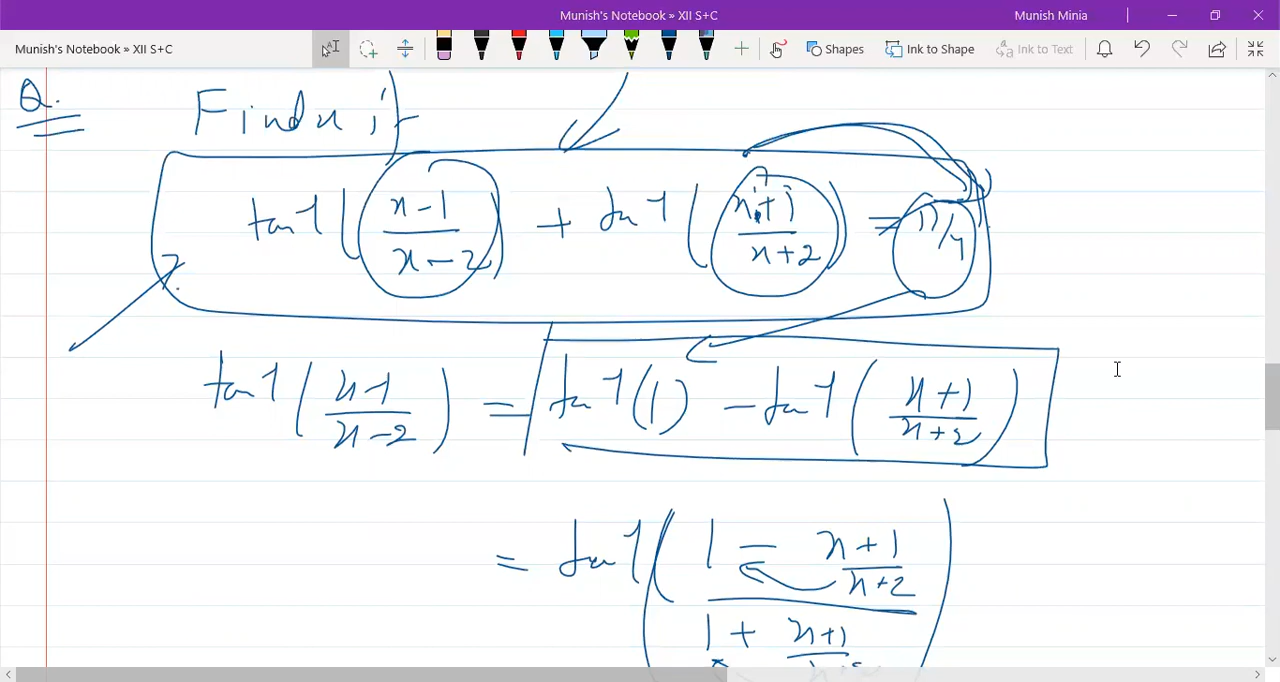 Munish's Notebook » XII S+C
Munish Minia
Munish's Notebook » XII S+C
Shapes
Ink to Shape
Ink to Text
Q.
Find x if
tan⁻¹((x-1)/(x-2)) + tan⁻¹((x+1)/(x+2)) = π/4
tan⁻¹((x-1)/(x-2)) = tan⁻¹(1) - tan⁻¹((x+1)/(x+2))
= tan⁻¹((1 - (x+1)/(x+2))/(1 + (x+1)/(x+2)))